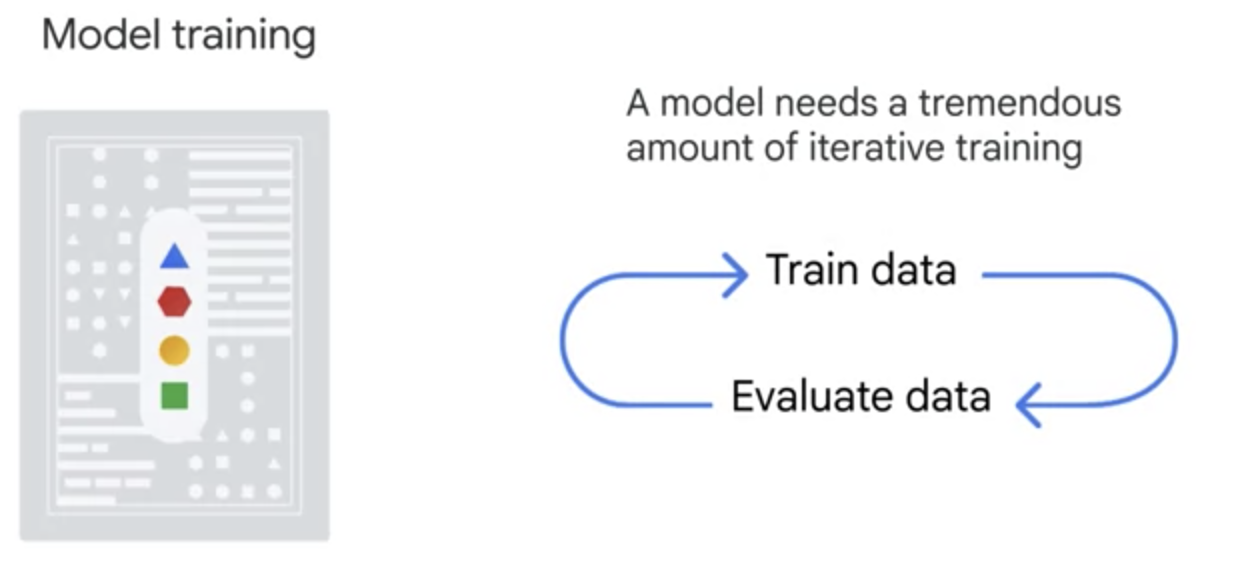 Model training
A model needs a tremendous
amount of iterative training
Train data
Evaluate data